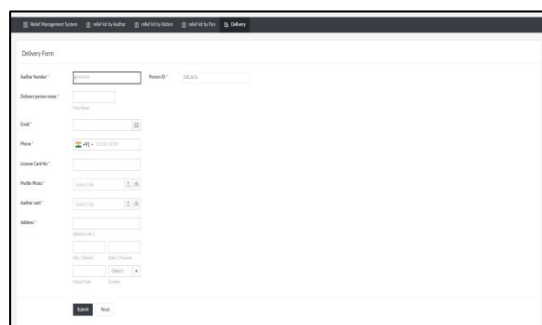 Relief Management System relief kit by Aadhar relief kit by Ration relief kit by Pan Delivery
Delivery Form
Aadhar Number * Person ID *
Delivery person name *
First Name
Email *
Phone * +91
License Card No *
Profile Photo * Select File
Aadhar card * Select File
Address *
Address Line 1
City / District State / Province
Postal Code Country
-Select-
Submit Reset